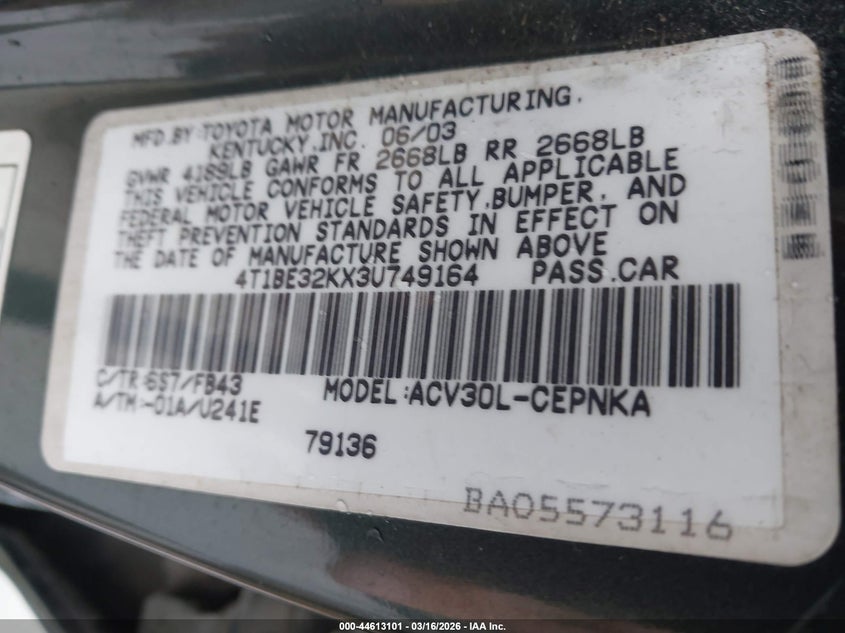 MFD.BY:TOYOTA MOTOR MANUFACTURING,
KENTUCKY,INC. 06/03
GVWR 4189LB GAWR FR 2668LB RR 2668LB
THIS VEHICLE CONFORMS TO ALL APPLICABLE
FEDERAL MOTOR VEHICLE SAFETY,BUMPER, AND
THEFT PREVENTION STANDARDS IN EFFECT ON
THE DATE OF MANUFACTURE SHOWN ABOVE
4T1BE32KX3U749164 PASS.CAR
C/TR:6S7/FB43 MODEL:ACV30L-CEPNKA
A/TM:-01A/U241E
79136
BA05573116
000-44613101 | 03/16/2026 | IAA Inc.